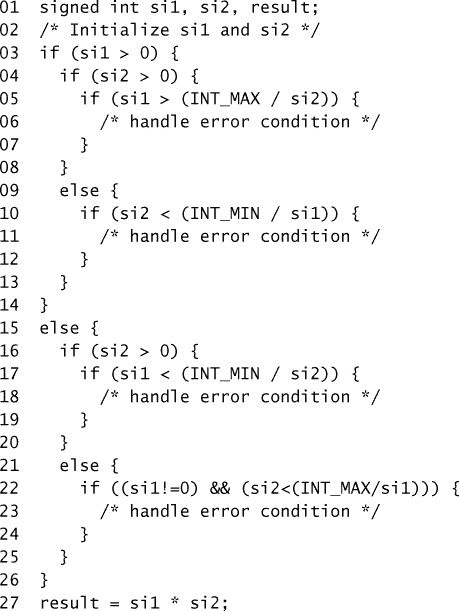 01 signed int si1, si2, result;
02 /* Initialize si1 and si2 */
03 if (si1 > 0) {
04   if (si2 > 0) {
05     if (si1 > (INT_MAX / si2)) {
06       /* handle error condition */
07     }
08   }
09   else {
10     if (si2 < (INT_MIN / si1)) {
11       /* handle error condition */
12     }
13   }
14 }
15 else {
16   if (si2 > 0) {
17     if (si1 < (INT_MIN / si2)) {
18       /* handle error condition */
19     }
20   }
21   else {
22     if ((si1!=0) && (si2<(INT_MAX/si1))) {
23       /* handle error condition */
24     }
25   }
26 }
27 result = si1 * si2;